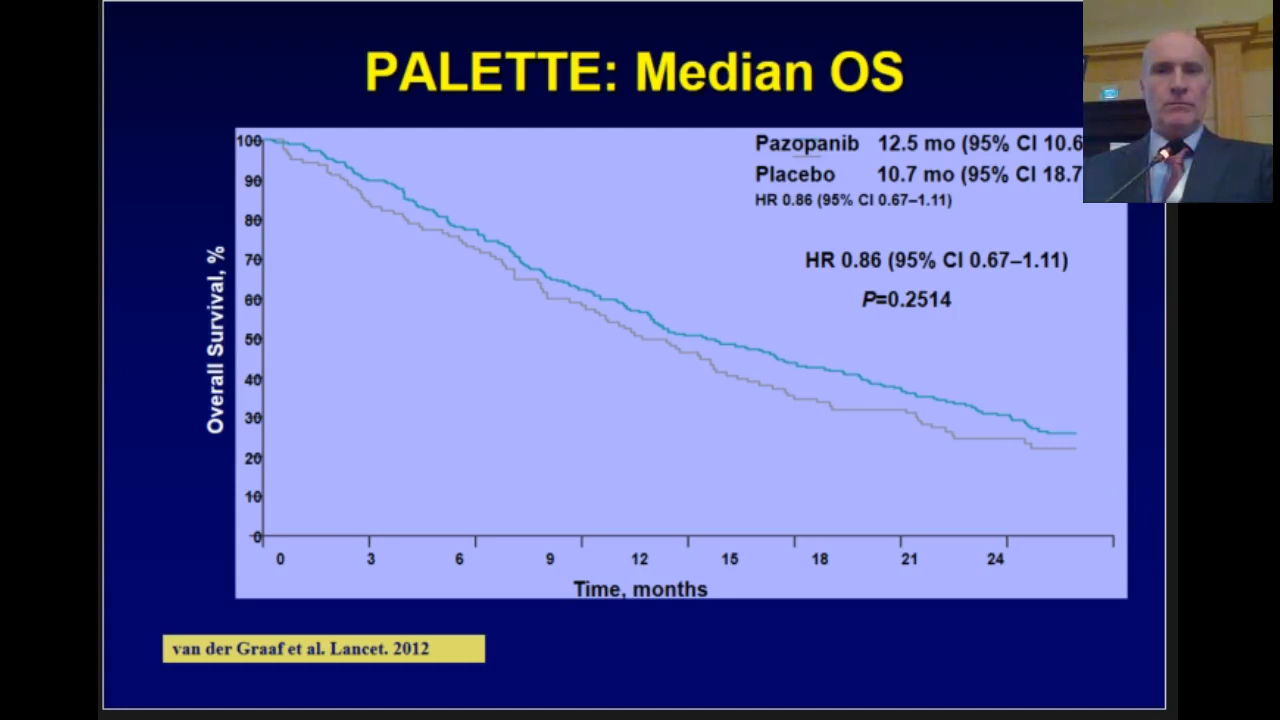 PALETTE: Median OS
Pazopanib 12.5 mo (95% CI 10.6
Placebo 10.7 mo (95% CI 18.7
HR 0.86 (95% CI 0.67–1.11)
HR 0.86 (95% CI 0.67–1.11)
P=0.2514
Overall Survival, %
100
90
80
70
60
50
40
30
20
10
0
0 3 6 9 12 15 18 21 24
Time, months
van der Graaf et al. Lancet. 2012